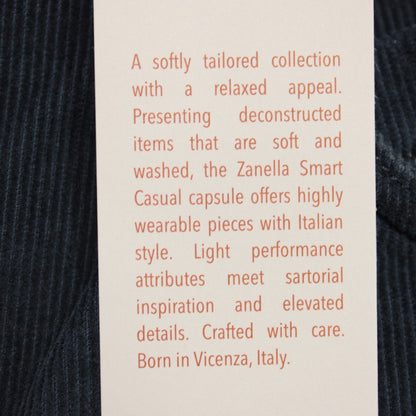 A softly tailored collection
with a relaxed appeal.
Presenting deconstructed
items that are soft and
washed, the Zanella Smart
Casual capsule offers highly
wearable pieces with Italian
style. Light performance
attributes meet sartorial
inspiration and elevated
details. Crafted with care.
Born in Vicenza, Italy.